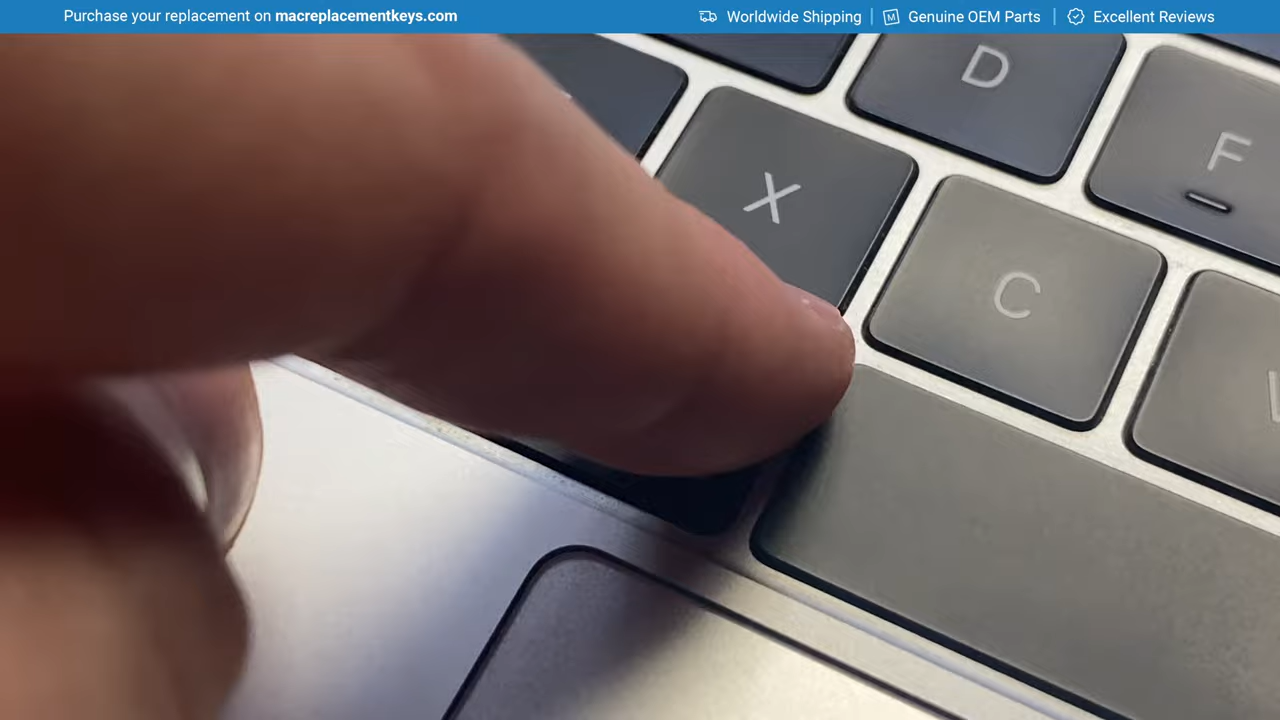 Purchase your replacement on macreplacementkeys.com
Worldwide Shipping
M
Genuine OEM Parts
Excellent Reviews
D
F
X
C